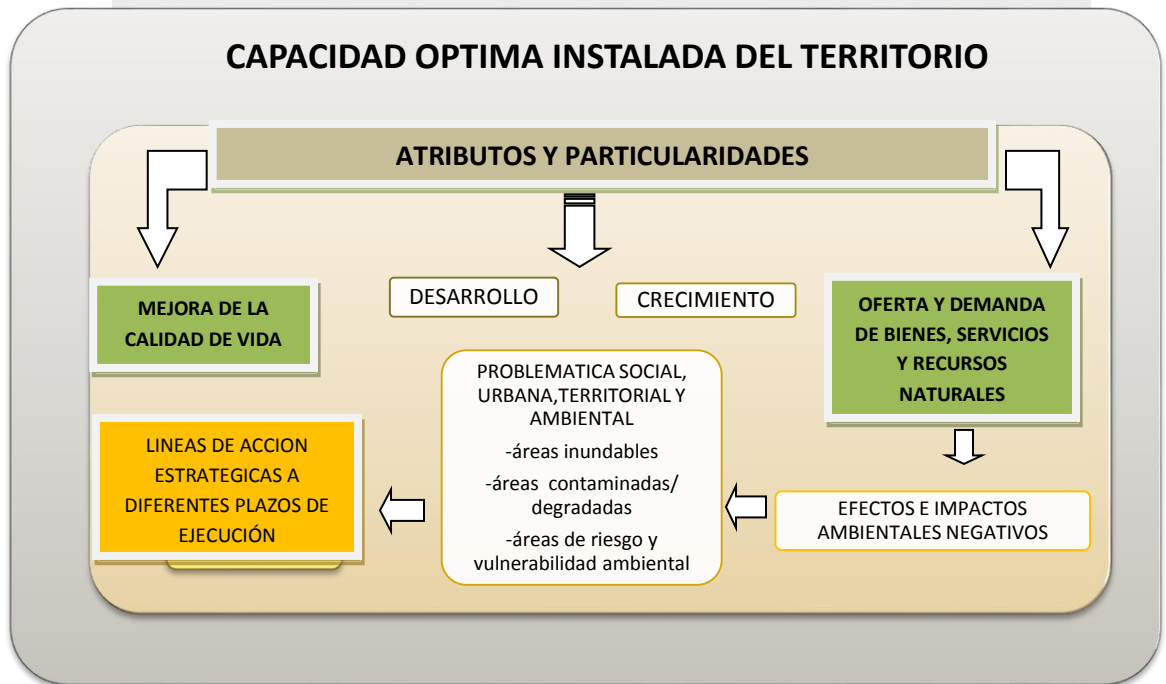 CAPACIDAD OPTIMA INSTALADA DEL TERRITORIO
ATRIBUTOS Y PARTICULARIDADES
MEJORA DE LA
CALIDAD DE VIDA
DESARROLLO
CRECIMIENTO
OFERTA Y DEMANDA
DE BIENES, SERVICIOS
Y RECURSOS
NATURALES
LINEAS DE ACCION
ESTRATEGICAS A
DIFERENTES PLAZOS DE
EJECUCIÓN
PROBLEMATICA SOCIAL,
URBANA,TERRITORIAL Y
AMBIENTAL
-áreas inundables
-áreas contaminadas/
degradadas
-áreas de riesgo y
vulnerabilidad ambiental
EFECTOS E IMPACTOS
AMBIENTALES NEGATIVOS